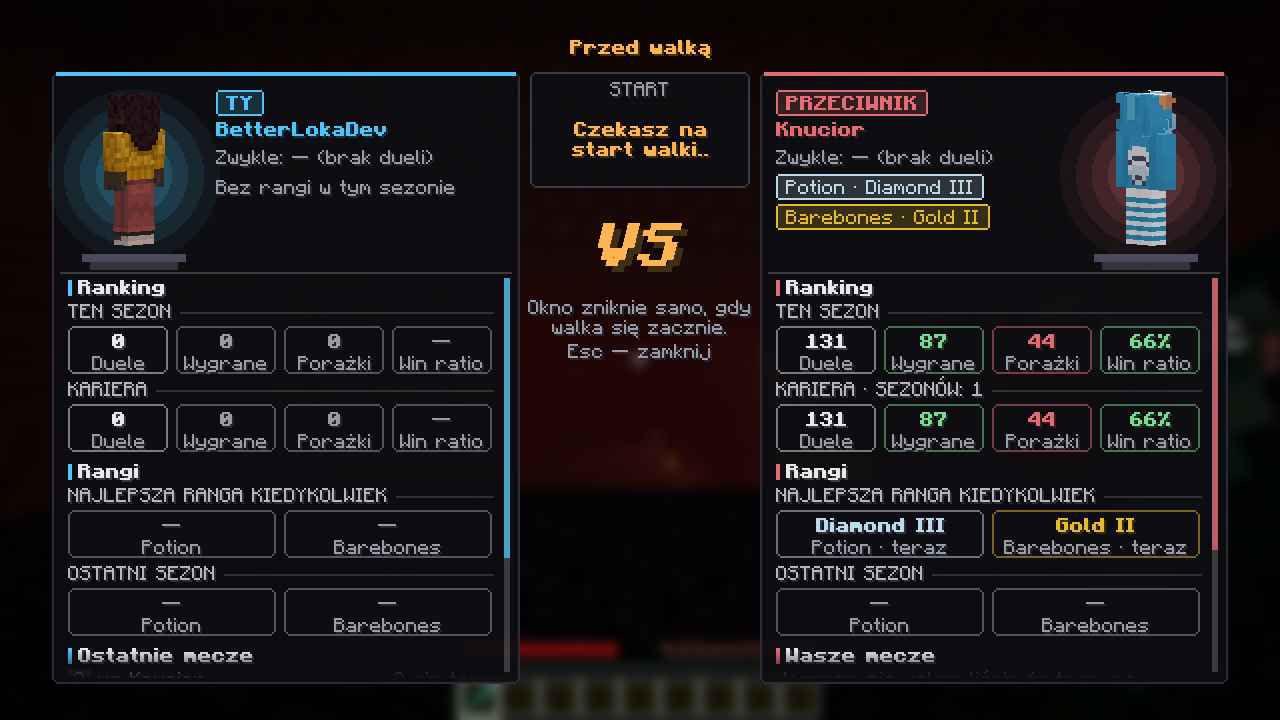 Przed walką
TY
BetterLokaDev
Zwykle: — (brak dueli)
Bez rangi w tym sezonie
Ranking
TEN SEZON
0
Duele
0
Wygrane
0
Porażki
—
Win ratio
KARIERA
0
Duele
0
Wygrane
0
Porażki
—
Win ratio
Rangi
NAJLEPSZA RANGA KIEDYKOLWIEK
—
Potion
—
Barebones
OSTATNI SEZON
—
Potion
—
Barebones
Ostatnie mecze
START
Czekasz na
start walki..
VS
Okno zniknie samo, gdy
walka się zacznie.
Esc — zamknij
PRZECIWNIK
Knucior
Zwykle: — (brak dueli)
Potion · Diamond III
Barebones · Gold II
Ranking
TEN SEZON
131
Duele
87
Wygrane
44
Porażki
66%
Win ratio
KARIERA · SEZONÓW: 1
131
Duele
87
Wygrane
44
Porażki
66%
Win ratio
Rangi
NAJLEPSZA RANGA KIEDYKOLWIEK
Diamond III
Potion · teraz
Gold II
Barebones · teraz
OSTATNI SEZON
—
Potion
—
Barebones
Wasze mecze